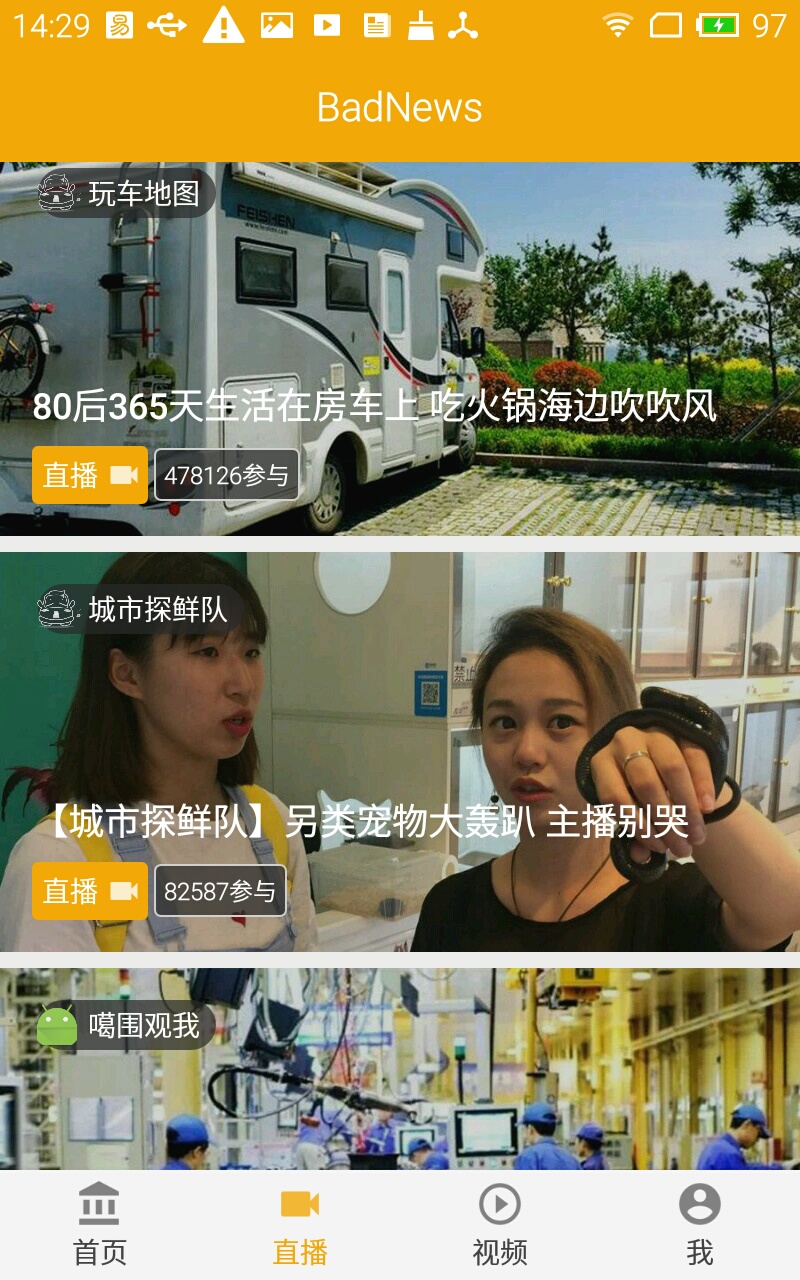 14:29
97
BadNews
玩车地图
FEISHEN
80后365天生活在房车上 吃火锅海边吹吹风
直播
478126参与
城市探鲜队
禁止
【城市探鲜队】另类宠物大轰趴 主播别哭
直播
82587参与
噶围观我
首页
直播
视频
我